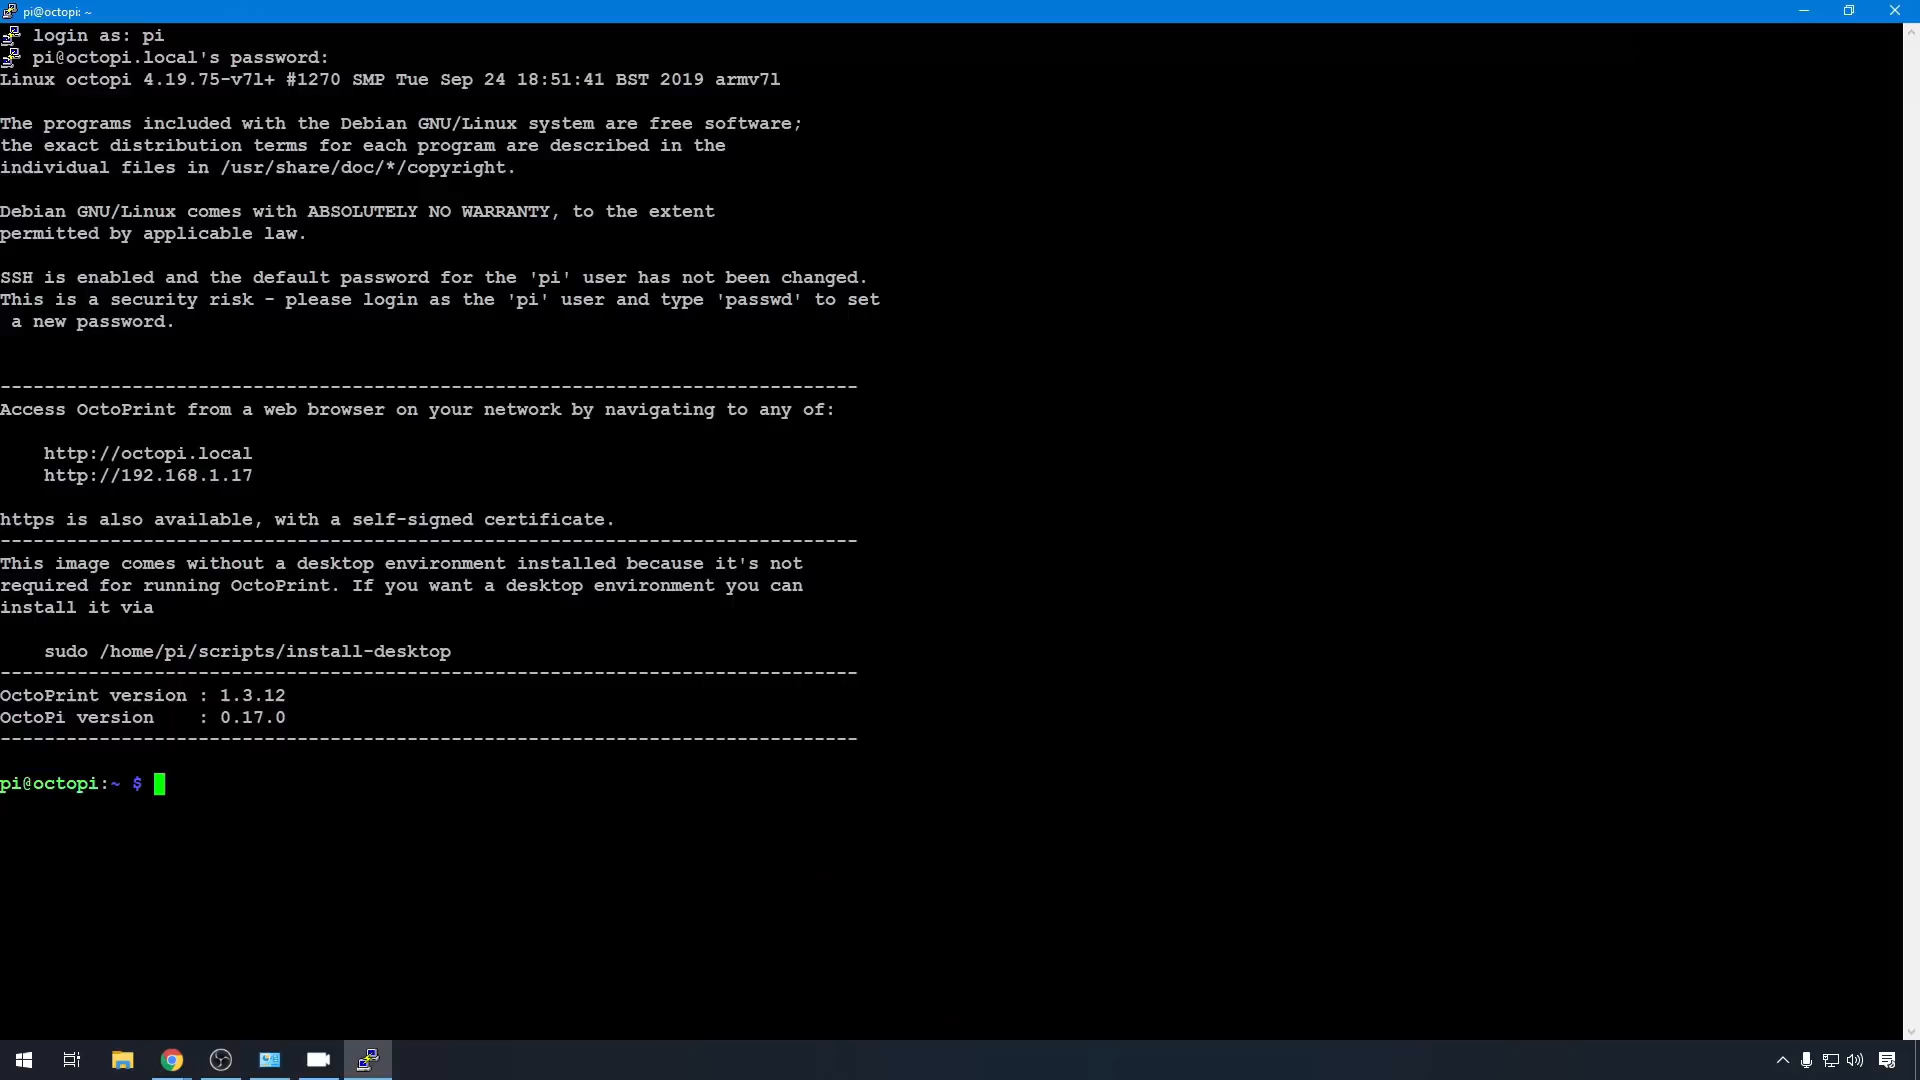 pi@octopi: ~
login as: pi
pi@octopi.local's password:
Linux octopi 4.19.75-v7l+ #1270 SMP Tue Sep 24 18:51:41 BST 2019 armv7l
The programs included with the Debian GNU/Linux system are free software;
the exact distribution terms for each program are described in the
individual files in /usr/share/doc/*/copyright.
Debian GNU/Linux comes with ABSOLUTELY NO WARRANTY, to the extent
permitted by applicable law.
SSH is enabled and the default password for the 'pi' user has not been changed.
This is a security risk - please login as the 'pi' user and type 'passwd' to set
 a new password.
------------------------------------------------------------------------------
Access OctoPrint from a web browser on your network by navigating to any of:
    http://octopi.local
    http://192.168.1.17
https is also available, with a self-signed certificate.
------------------------------------------------------------------------------
This image comes without a desktop environment installed because it's not
required for running OctoPrint. If you want a desktop environment you can
install it via
    sudo /home/pi/scripts/install-desktop
------------------------------------------------------------------------------
OctoPrint version : 1.3.12
OctoPi version    : 0.17.0
------------------------------------------------------------------------------
pi@octopi:~ $